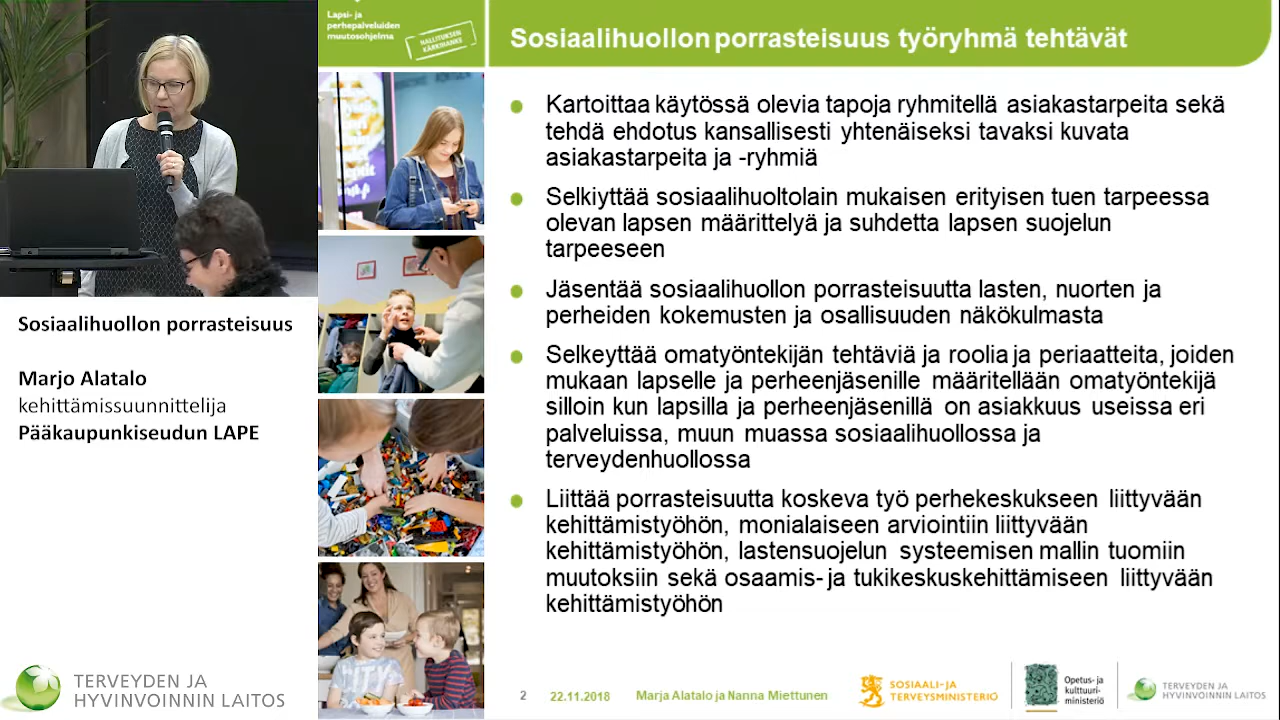 Lapsi- ja
perhepalveluiden
muutosohjelma
HALLITUKSEN
KÄRKIHANKE
Sosiaalihuollon porrasteisuus työryhmä tehtävät
Kartoittaa käytössä olevia tapoja ryhmitellä asiakastarpeita sekä
tehdä ehdotus kansallisesti yhtenäiseksi tavaksi kuvata
asiakastarpeita ja -ryhmiä
Selkiyttää sosiaalihuoltolain mukaisen erityisen tuen tarpeessa
olevan lapsen määrittelyä ja suhdetta lapsen suojelun
tarpeeseen
Jäsentää sosiaalihuollon porrasteisuutta lasten, nuorten ja
perheiden kokemusten ja osallisuuden näkökulmasta
Selkeyttää omatyöntekijän tehtäviä ja roolia ja periaatteita, joiden
mukaan lapselle ja perheenjäsenille määritellään omatyöntekijä
silloin kun lapsilla ja perheenjäsenillä on asiakkuus useissa eri
palveluissa, muun muassa sosiaalihuollossa ja
terveydenhuollossa
Liittää porrasteisuutta koskeva työ perhekeskukseen liittyvään
kehittämistyöhön, monialaiseen arviointiin liittyvään
kehittämistyöhön, lastensuojelun systeemisen mallin tuomiin
muutoksiin sekä osaamis- ja tukikeskuskehittämiseen liittyvään
kehittämistyöhön
2
22.11.2018
Marja Alatalo ja Nanna Miettunen
SOSIAALI- JA
TERVEYSMINISTERIÖ
Opetus- ja
kulttuuri-
ministeriö
TERVEYDEN JA
HYVINVOINNIN LAITOS
Sosiaalihuollon porrasteisuus
Marjo Alatalo
kehittämissuunnittelija
Pääkaupunkiseudun LAPE
TERVEYDEN JA
HYVINVOINNIN LAITOS